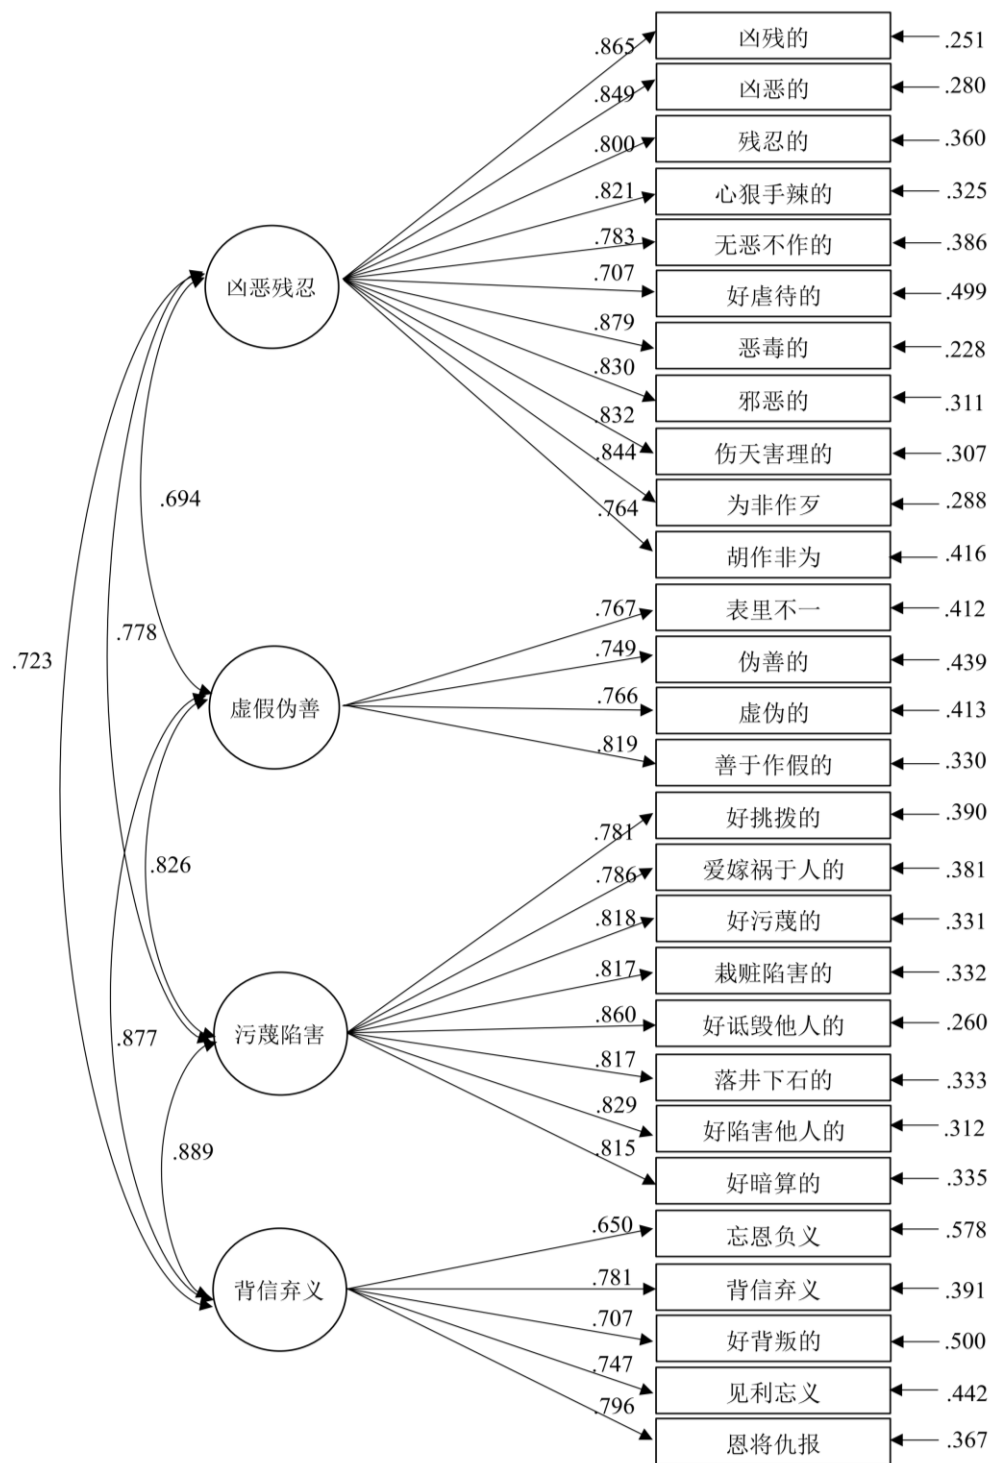 .865 凶残的 .251
.849 凶恶的 .280
.800 残忍的 .360
.821 心狠手辣的 .325
.783 无恶不作的 .386
凶恶残忍
.707 好虐待的 .499
.879 恶毒的 .228
.830 邪恶的 .311
.832 伤天害理的 .307
.844 为非作歹 .288
.694
.764 胡作非为 .416
.767 表里不一 .412
.778
.723
.749 伪善的 .439
虚假伪善
.766 虚伪的 .413
.819 善于作假的 .330
.781 好挑拨的 .390
.826
.786 爱嫁祸于人的 .381
.818 好污蔑的 .331
.817 栽赃陷害的 .332
.860 好诋毁他人的 .260
污蔑陷害
.877
.817 落井下石的 .333
.829 好陷害他人的 .312
.889
.815 好暗算的 .335
.650 忘恩负义 .578
背信弃义
.781 背信弃义 .391
.707 好背叛的 .500
.747 见利忘义 .442
.796 恩将仇报 .367